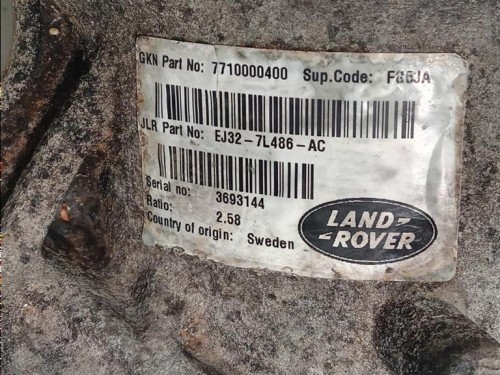 GKN Part No: 7710000400 Sup.Code: F85JA
JLR Part No: EJ32-7L486-AC
Serial no: 3693144
Ratio: 2.58
Country of origin: Sweden
LAND-
-ROVER